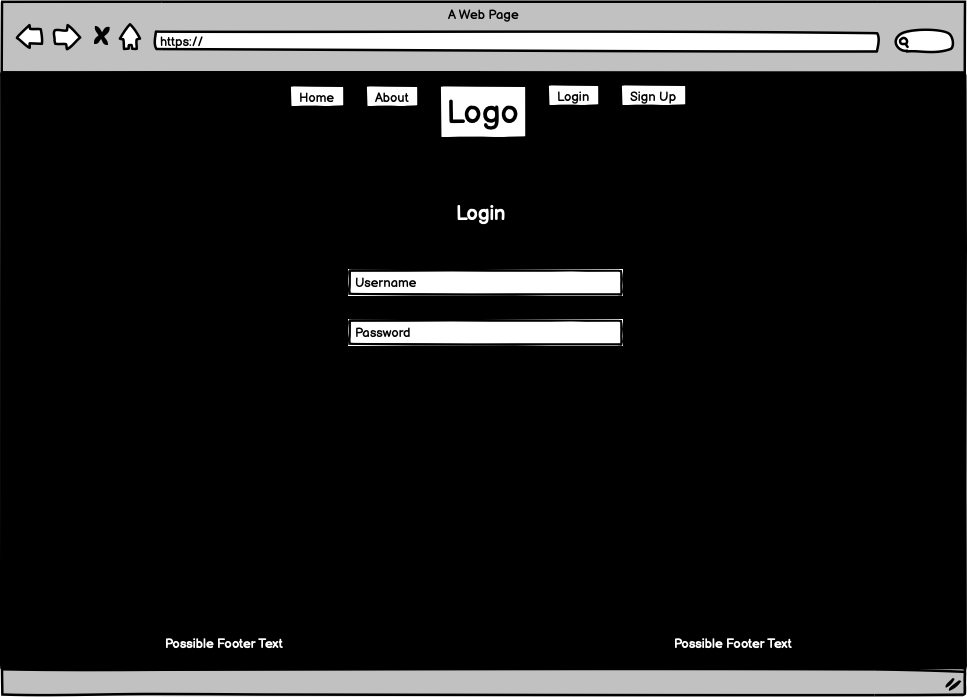 A Web Page
https://
Home About Logo Login Sign Up
Login
Username
Password
Possible Footer Text Possible Footer Text